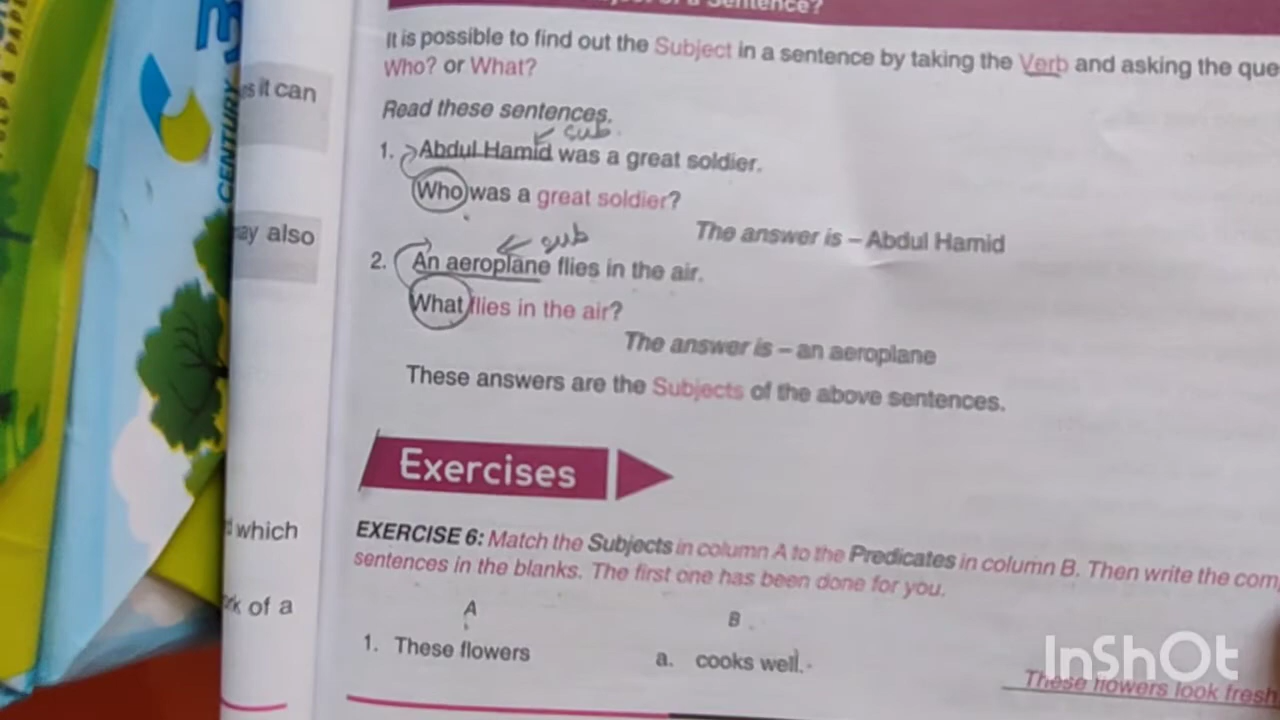 Sentence?
It is possible to find out the Subject in a sentence by taking the Verb and asking the que
Who? or What?
Read these sentences.
sub.
1. Abdul Hamid was a great soldier.
Who was a great soldier?
The answer is – Abdul Hamid
sub
2. An aeroplane flies in the air.
What flies in the air?
The answer is – an aeroplane
These answers are the Subjects of the above sentences.
Exercises
EXERCISE 6: Match the Subjects in column A to the Predicates in column B. Then write the com
sentences in the blanks. The first one has been done for you.
A B
1. These flowers a. cooks well.
These flowers look fresh
it can
also
which
of a
CENTURY
InShOt